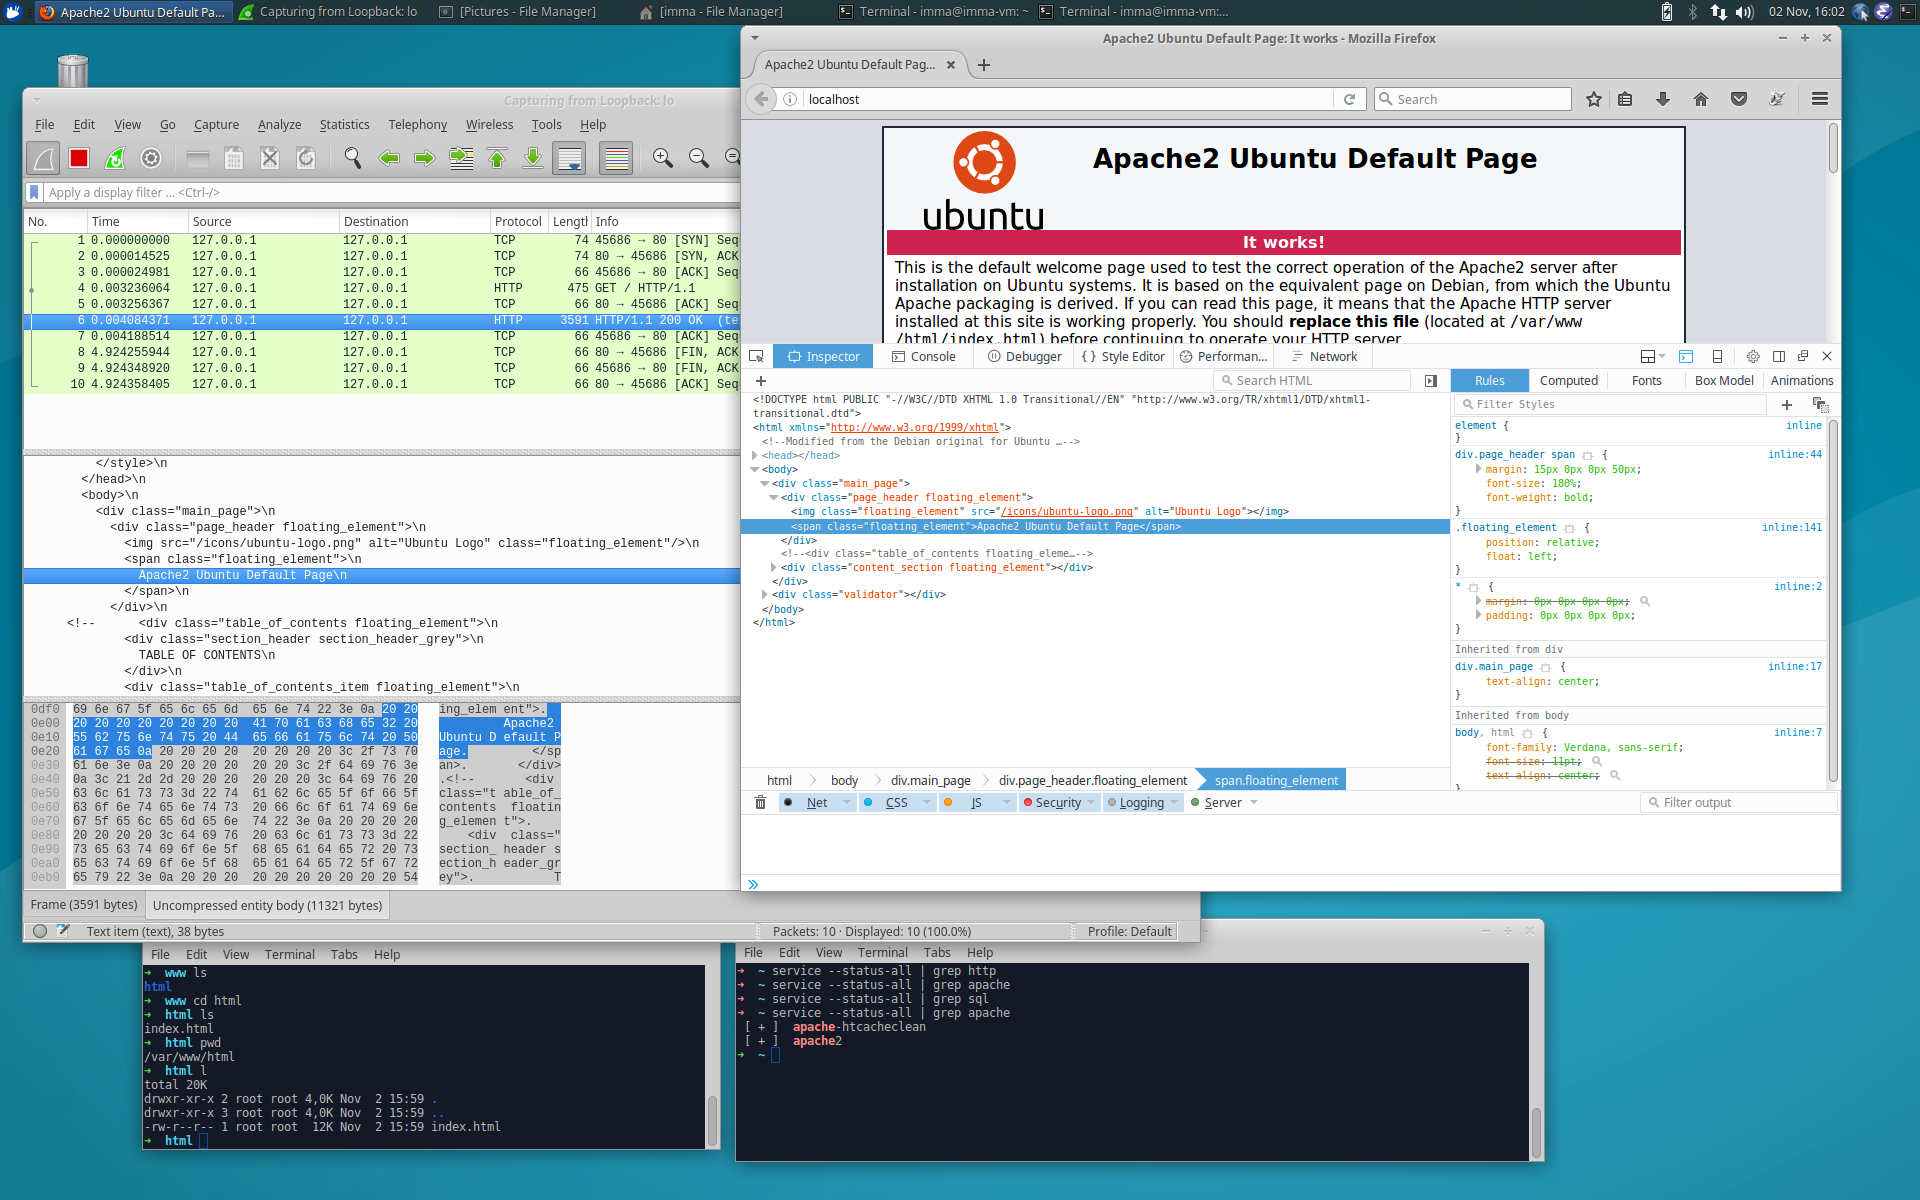 Apache2 Ubuntu Default Pa...
Capturing from Loopback: lo
[Pictures - File Manager]
[imma - File Manager]
Terminal - imma@imma-vm: ~
Terminal - imma@imma-vm:...
02 Nov, 16:02
Capturing from Loopback: lo
File Edit View Go Capture Analyze Statistics Telephony Wireless Tools Help
Apply a display filter ... <Ctrl-/>
No. Time Source Destination Protocol Length Info
1 0.000000000 127.0.0.1 127.0.0.1 TCP 74 45686 → 80 [SYN] Seq
2 0.000014525 127.0.0.1 127.0.0.1 TCP 74 80 → 45686 [SYN, ACK
3 0.000024981 127.0.0.1 127.0.0.1 TCP 66 45686 → 80 [ACK] Seq
4 0.003236064 127.0.0.1 127.0.0.1 HTTP 475 GET / HTTP/1.1
5 0.003256367 127.0.0.1 127.0.0.1 TCP 66 80 → 45686 [ACK] Seq
6 0.004084371 127.0.0.1 127.0.0.1 HTTP 3591 HTTP/1.1 200 OK (te
7 0.004188514 127.0.0.1 127.0.0.1 TCP 66 45686 → 80 [ACK] Seq
8 4.924255944 127.0.0.1 127.0.0.1 TCP 66 80 → 45686 [FIN, ACK
9 4.924348920 127.0.0.1 127.0.0.1 TCP 66 45686 → 80 [FIN, ACK
10 4.924358405 127.0.0.1 127.0.0.1 TCP 66 80 → 45686 [ACK] Seq
</style>\n
</head>\n
<body>\n
<div class="main_page">\n
<div class="page_header floating_element">\n
<img src="/icons/ubuntu-logo.png" alt="Ubuntu Logo" class="floating_element"/>\n
<span class="floating_element">\n
Apache2 Ubuntu Default Page\n
</span>\n
</div>\n
<!--      <div class="table_of_contents floating_element">\n
<div class="section_header section_header_grey">\n
TABLE OF CONTENTS\n
</div>\n
<div class="table_of_contents_item floating_element">\n
0df0 69 6e 67 5f 65 6c 65 6d 65 6e 74 22 3e 0a 20 20 ing_elem ent">.
0e00 20 20 20 20 20 20 20 20 41 70 61 63 68 65 32 20 Apache2
0e10 55 62 75 6e 74 75 20 44 65 66 61 75 6c 74 20 50 Ubuntu D efault P
0e20 61 67 65 0a 20 20 20 20 20 20 20 20 3c 2f 73 70 age. </sp
0e30 61 6e 3e 0a 20 20 20 20 20 20 3c 2f 64 69 76 3e an>. </div>
0e40 0a 3c 21 2d 2d 20 20 20 20 20 20 3c 64 69 76 20 .<!-- <div
0e50 63 6c 61 73 73 3d 22 74 61 62 6c 65 5f 6f 66 5f class="t able_of_
0e60 63 6f 6e 74 65 6e 74 73 20 66 6c 6f 61 74 69 6e contents floatin
0e70 67 5f 65 6c 65 6d 65 6e 74 22 3e 0a 20 20 20 20 g_elemen t">.
0e80 20 20 20 20 3c 64 69 76 20 63 6c 61 73 73 3d 22 <div class="
0e90 73 65 63 74 69 6f 6e 5f 68 65 61 64 65 72 20 73 section_ header s
0ea0 65 63 74 69 6f 6e 5f 68 65 61 64 65 72 5f 67 72 ection_h eader_gr
0eb0 65 79 22 3e 0a 20 20 20 20 20 20 20 20 20 20 54 ey">. T
Frame (3591 bytes) Uncompressed entity body (11321 bytes)
Text item (text), 38 bytes Packets: 10 · Displayed: 10 (100.0%) Profile: Default
Apache2 Ubuntu Default Page: It works - Mozilla Firefox
Apache2 Ubuntu Default Pag...
localhost
Search
ubuntu
Apache2 Ubuntu Default Page
It works!
This is the default welcome page used to test the correct operation of the Apache2 server after
installation on Ubuntu systems. It is based on the equivalent page on Debian, from which the Ubuntu
Apache packaging is derived. If you can read this page, it means that the Apache HTTP server
installed at this site is working properly. You should replace this file (located at /var/www
/html/index.html) before continuing to operate your HTTP server.
Inspector Console Debugger Style Editor Performan... Network
Search HTML
<!DOCTYPE html PUBLIC "-//W3C//DTD XHTML 1.0 Transitional//EN" "http://www.w3.org/TR/xhtml1/DTD/xhtml1-
transitional.dtd">
<html xmlns="http://www.w3.org/1999/xhtml">
<!--Modified from the Debian original for Ubuntu …-->
<head></head>
<body>
<div class="main_page">
<div class="page_header floating_element">
<img class="floating_element" src="/icons/ubuntu-logo.png" alt="Ubuntu Logo"></img>
<span class="floating_element">Apache2 Ubuntu Default Page</span>
</div>
<!--<div class="table_of_contents floating_eleme…-->
<div class="content_section floating_element"></div>
</div>
<div class="validator"></div>
</body>
</html>
Rules Computed Fonts Box Model Animations
Filter Styles
element { inline
}
div.page_header span { inline:44
margin: 15px 0px 0px 50px;
font-size: 180%;
font-weight: bold;
}
.floating_element { inline:141
position: relative;
float: left;
}
* { inline:2
margin: 0px 0px 0px 0px;
padding: 0px 0px 0px 0px;
}
Inherited from div
div.main_page { inline:17
text-align: center;
}
Inherited from body
body, html { inline:7
font-family: Verdana, sans-serif;
font-size: 11pt;
text-align: center;
}
html body div.main_page div.page_header.floating_element span.floating_element
Net CSS JS Security Logging Server
Filter output
»
File Edit View Terminal Tabs Help
➜ www ls
html
➜ www cd html
➜ html ls
index.html
➜ html pwd
/var/www/html
➜ html l
total 20K
drwxr-xr-x 2 root root 4,0K Nov  2 15:59 .
drwxr-xr-x 3 root root 4,0K Nov  2 15:59 ..
-rw-r--r-- 1 root root  12K Nov  2 15:59 index.html
➜ html
File Edit View Terminal Tabs Help
➜ ~ service --status-all | grep http
➜ ~ service --status-all | grep apache
➜ ~ service --status-all | grep sql
➜ ~ service --status-all | grep apache
[ + ]  apache-htcacheclean
[ + ]  apache2
➜ ~